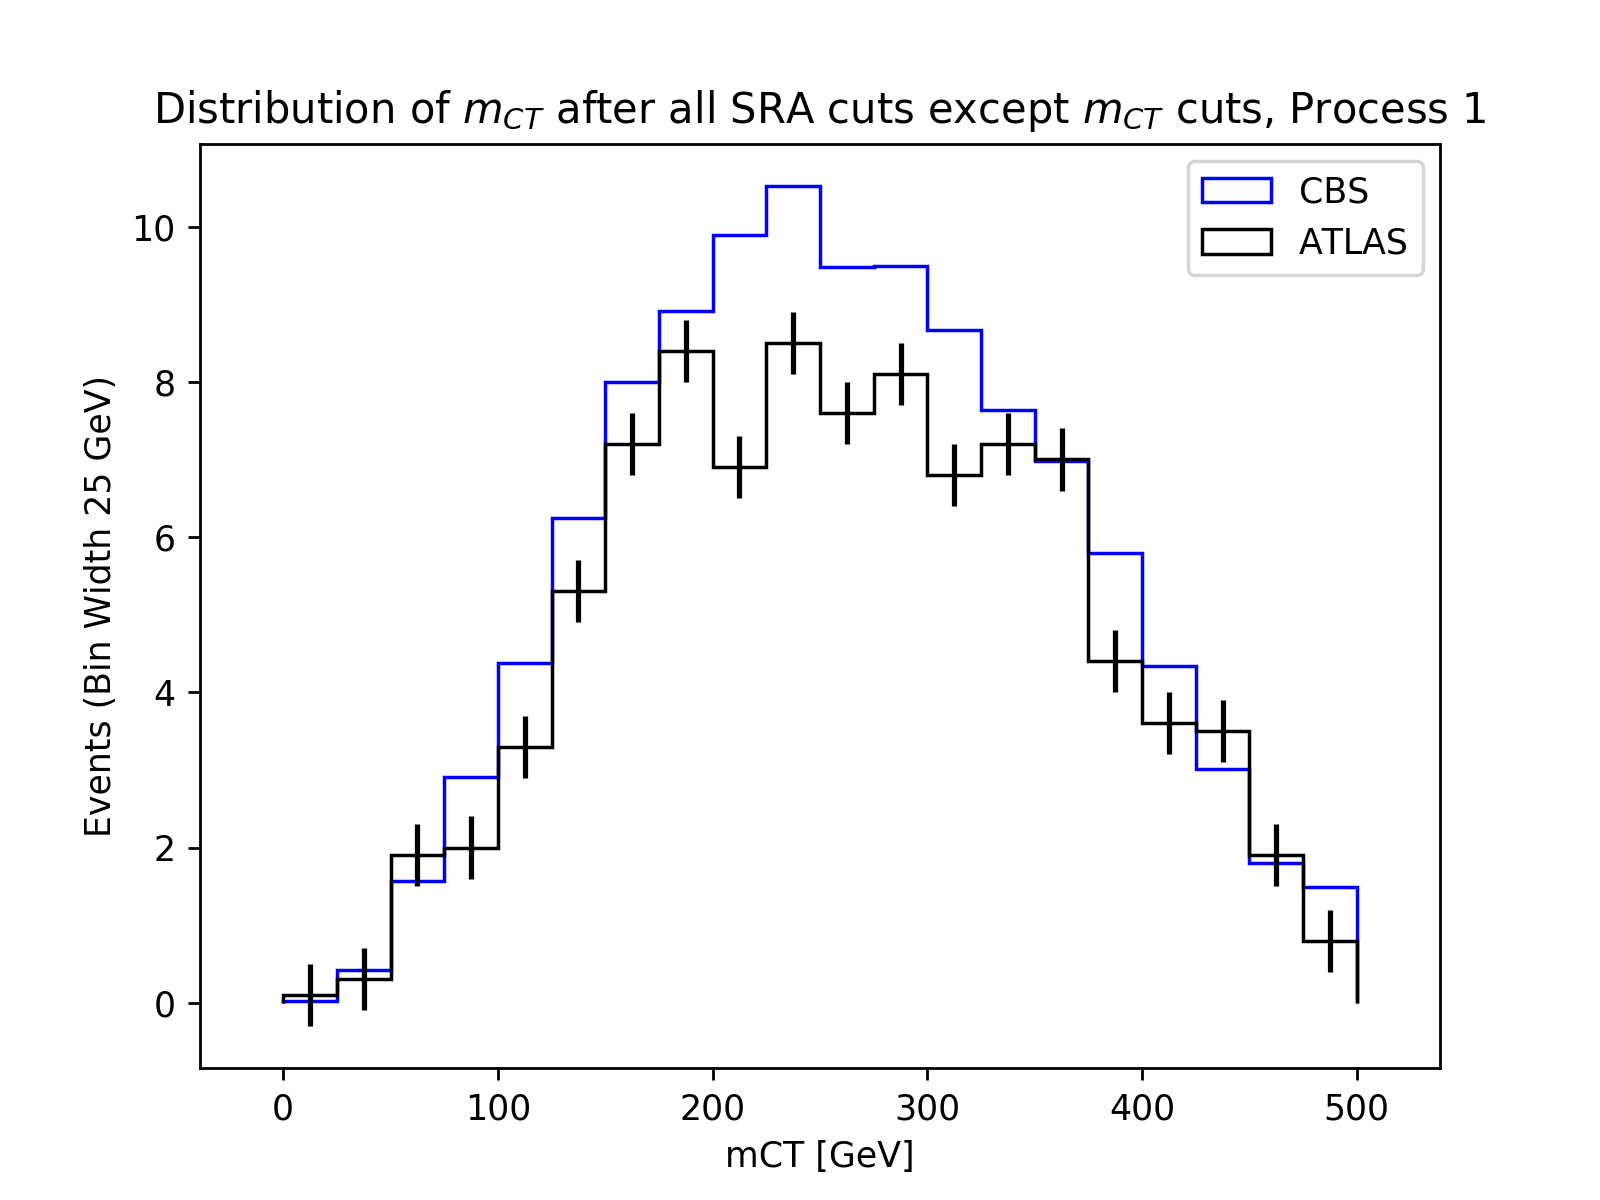 Distribution of m_CT after all SRA cuts except m_CT cuts, Process 1
CBS
ATLAS
Events (Bin Width 25 GeV)
10
8
6
4
2
0
0 100 200 300 400 500
mCT [GeV]